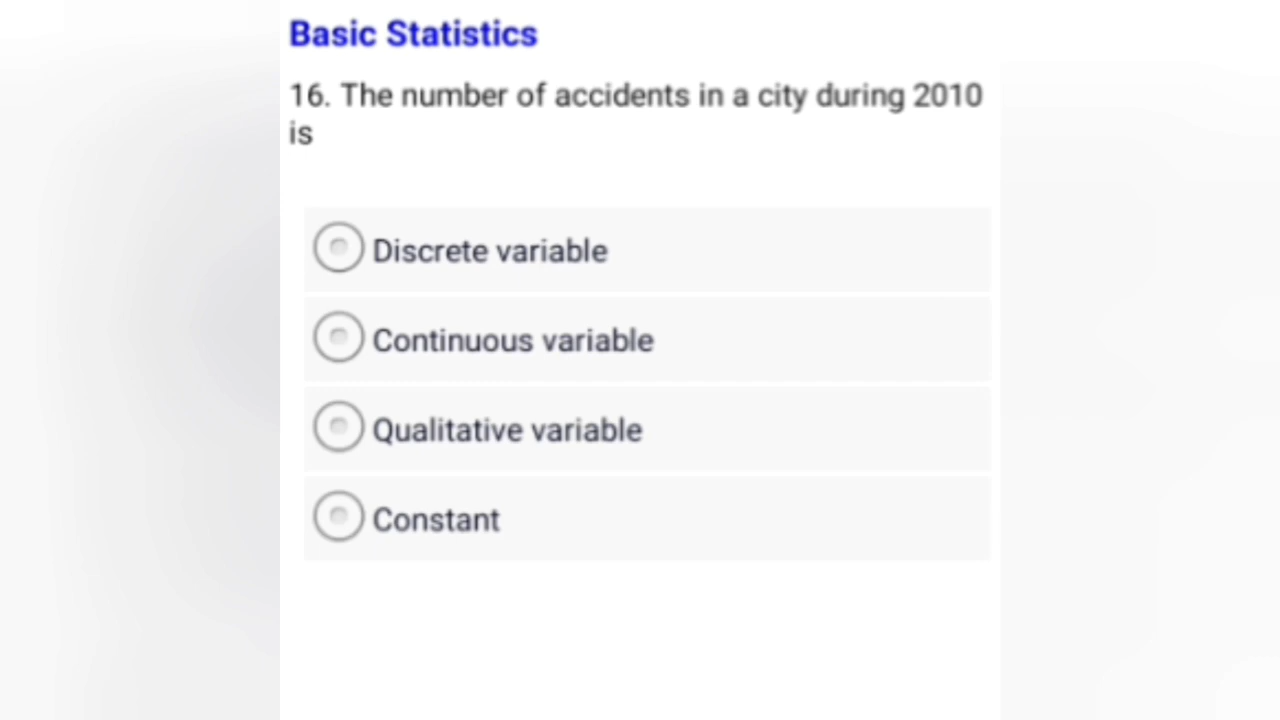 Basic Statistics
16. The number of accidents in a city during 2010
is
Discrete variable
Continuous variable
Qualitative variable
Constant